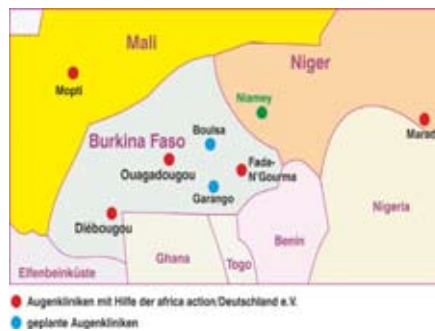 Mali
Niger
Mopti
Niamey
Boulsa
Marad
Burkina Faso
Ouagadougou
Fada-
N'Gourma
Garango
Diébougou
Nigeria
Benin
Ghana
Togo
Elfenbeinküste
Augenkliniken mit Hilfe der africa action/Deutschland e.V.
geplante Augenkliniken